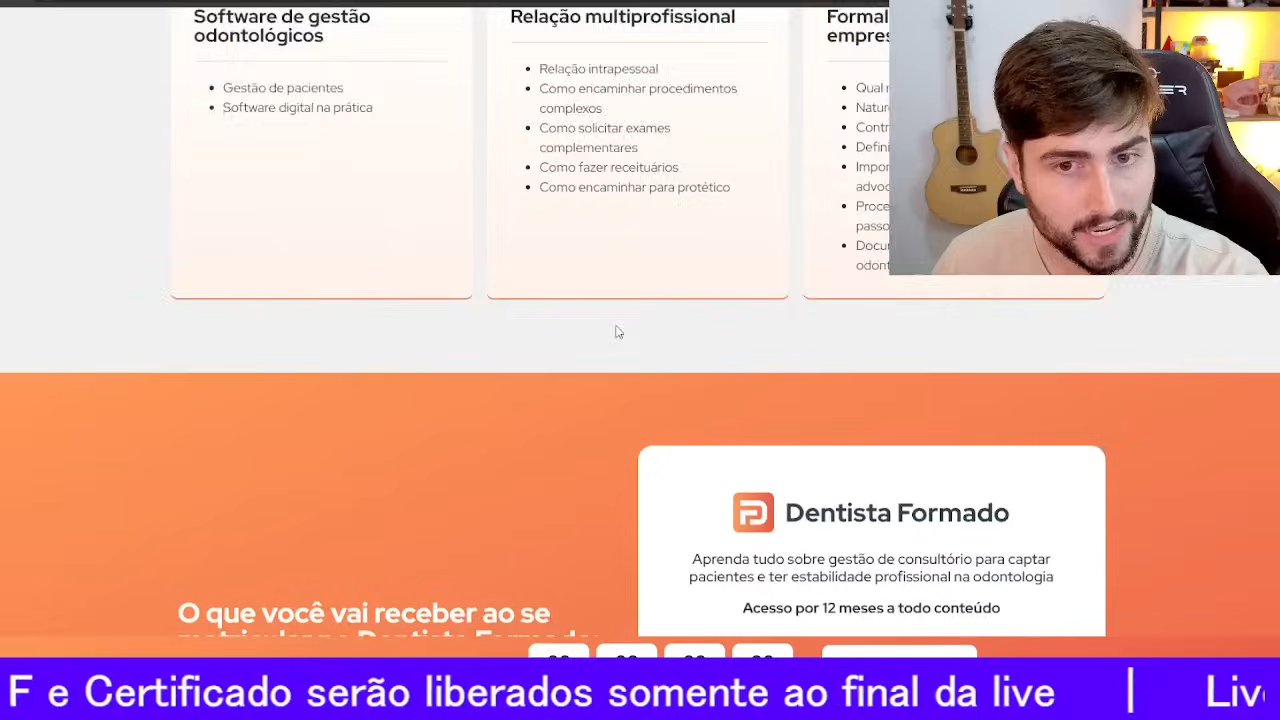 Software de gestão
odontológicos
Gestão de pacientes
Software digital na prática
Relação multiprofissional
Relação intrapessoal
Como encaminhar procedimentos
complexos
Como solicitar exames
complementares
Como fazer receituários
Como encaminhar para protético
O que você vai receber ao se
Dentista Formado
Aprenda tudo sobre gestão de consultório para captar
pacientes e ter estabilidade profissional na odontologia
Acesso por 12 meses a todo conteúdo
F e Certificado serão liberados somente ao final da live | Live